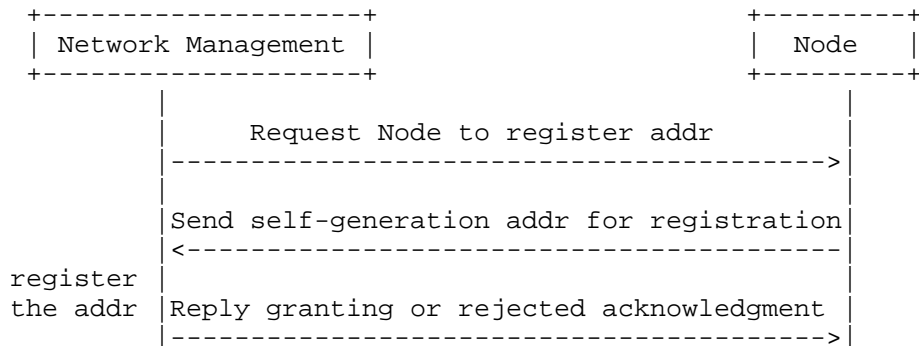 Network Management
Node
Request Node to register addr
Send self-generation addr for registration
register
the addr
Reply granting or rejected acknowledgment